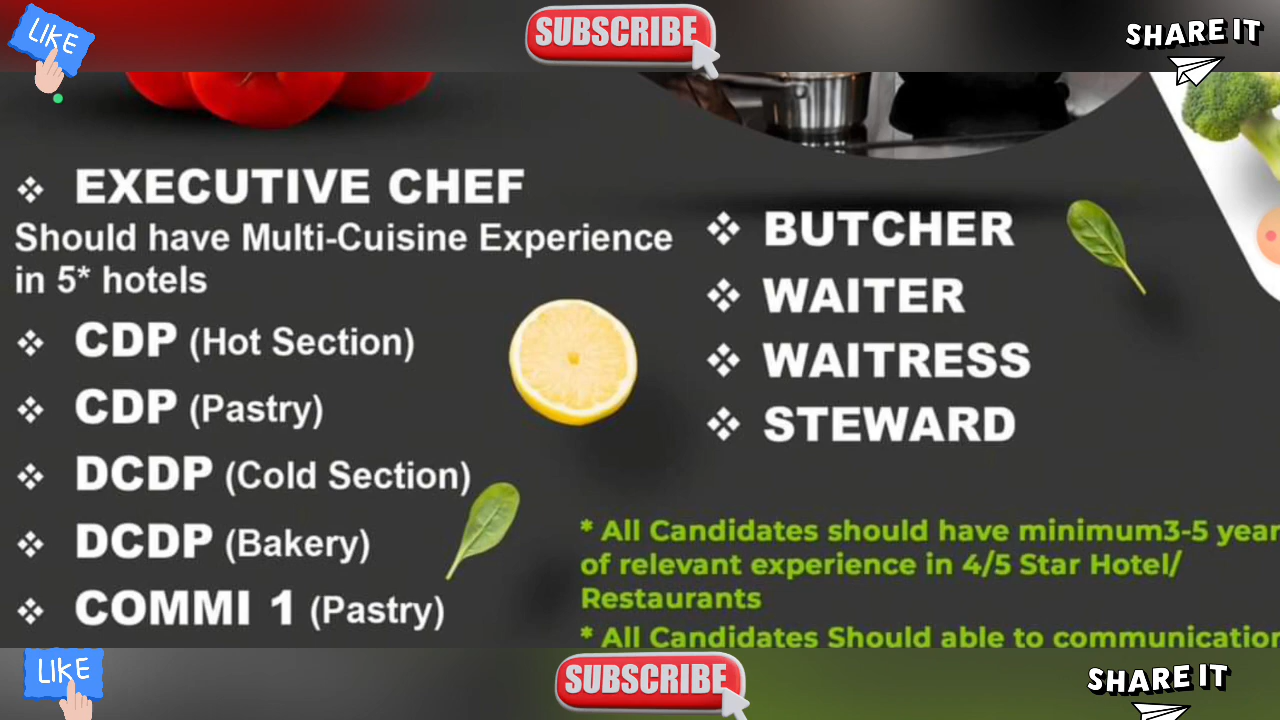 LIKE
SUBSCRIBE
SHARE IT
❖ EXECUTIVE CHEF
Should have Multi-Cuisine Experience
in 5* hotels
❖ CDP (Hot Section)
❖ CDP (Pastry)
❖ DCDP (Cold Section)
❖ DCDP (Bakery)
❖ COMMI 1 (Pastry)
❖ BUTCHER
❖ WAITER
❖ WAITRESS
❖ STEWARD
* All Candidates should have minimum3-5 year
of relevant experience in 4/5 Star Hotel/
Restaurants
* All Candidates Should able to communication
LIKE
SUBSCRIBE
SHARE IT